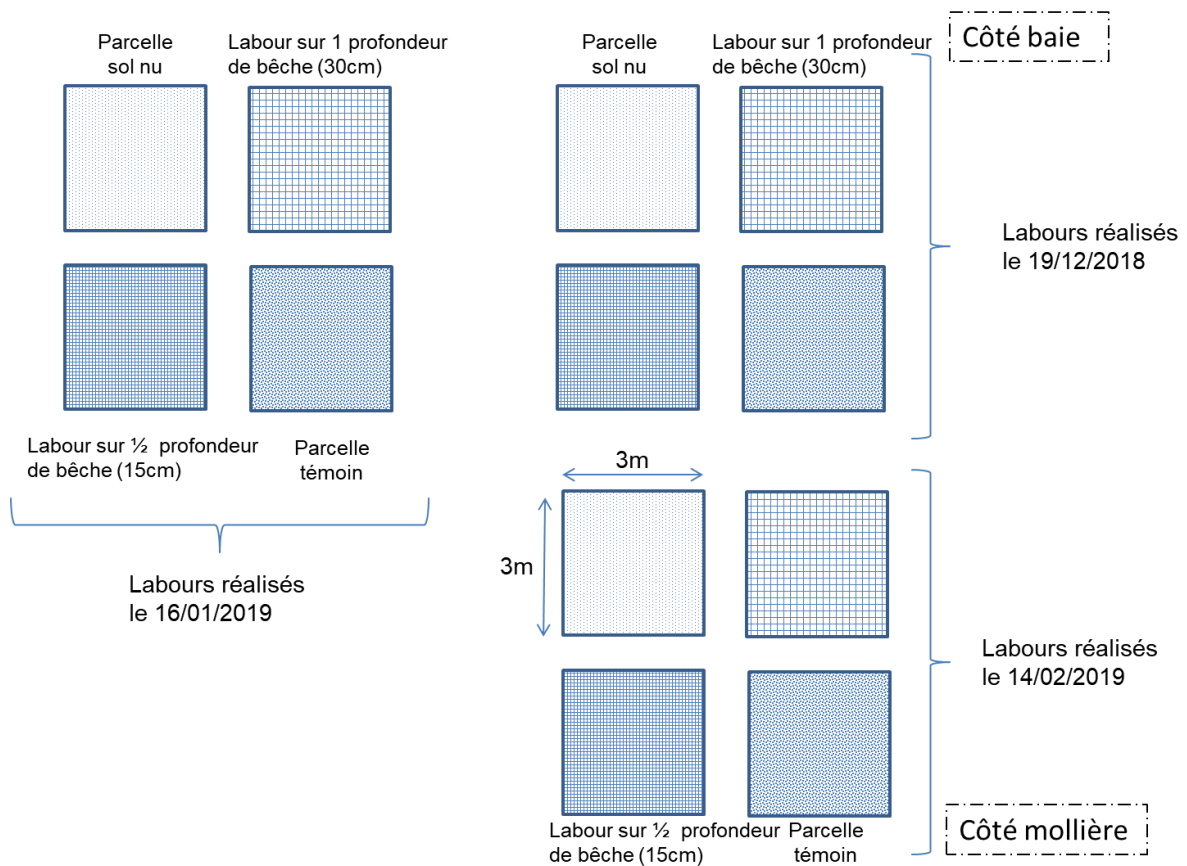 Côté baie
Parcelle
sol nu
Labour sur 1 profondeur
de bêche (30cm)
Parcelle
sol nu
Labour sur 1 profondeur
de bêche (30cm)
Labours réalisés
le 19/12/2018
Labour sur ½ profondeur
de bêche (15cm)
Parcelle
témoin
Labours réalisés
le 16/01/2019
3m
3m
Labours réalisés
le 14/02/2019
Labour sur ½ profondeur
de bêche (15cm)
Parcelle
témoin
Côté mollière